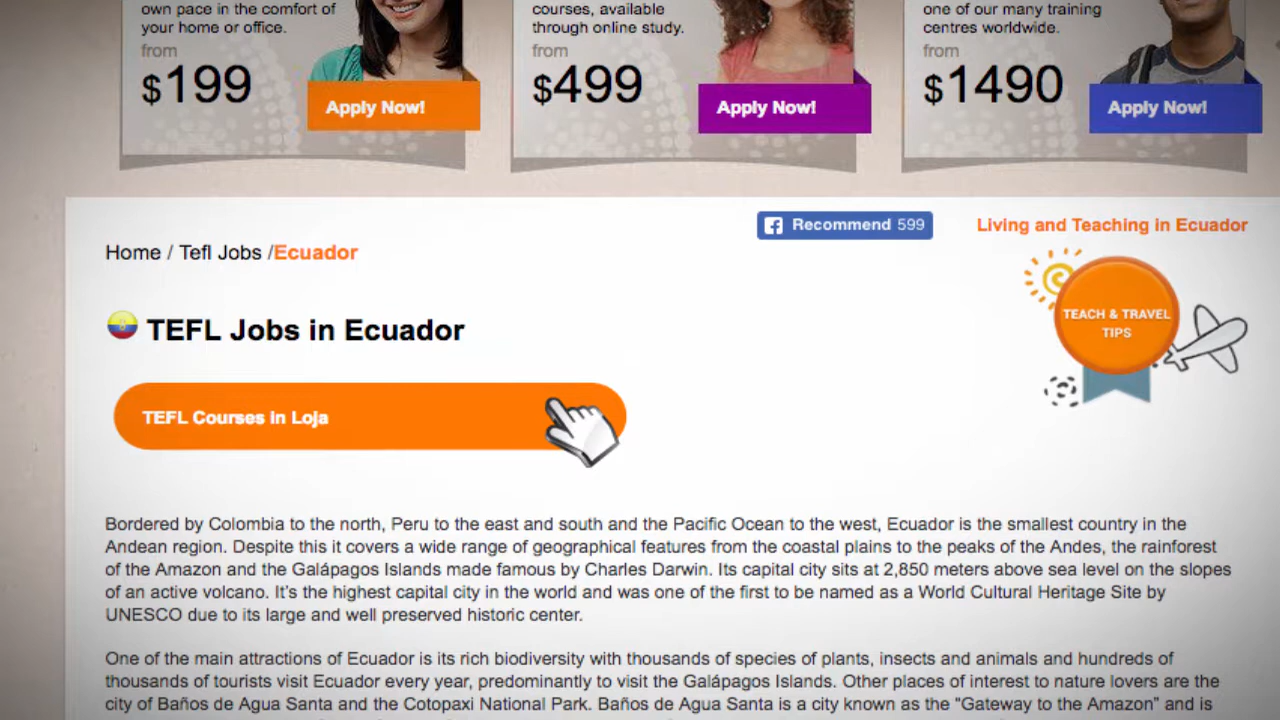 own pace in the comfort of
your home or office.
from
$199
Apply Now!
courses, available
through online study.
from
$499
Apply Now!
one of our many training
centres worldwide.
from
$1490
Apply Now!
Recommend 599
Living and Teaching in Ecuador
Home / Tefl Jobs /Ecuador
TEACH & TRAVEL
TIPS
TEFL Jobs in Ecuador
TEFL Courses in Loja
Bordered by Colombia to the north, Peru to the east and south and the Pacific Ocean to the west, Ecuador is the smallest country in the
Andean region. Despite this it covers a wide range of geographical features from the coastal plains to the peaks of the Andes, the rainforest
of the Amazon and the Galápagos Islands made famous by Charles Darwin. Its capital city sits at 2,850 meters above sea level on the slopes
of an active volcano. It’s the highest capital city in the world and was one of the first to be named as a World Cultural Heritage Site by
UNESCO due to its large and well preserved historic center.
One of the main attractions of Ecuador is its rich biodiversity with thousands of species of plants, insects and animals and hundreds of
thousands of tourists visit Ecuador every year, predominantly to visit the Galápagos Islands. Other places of interest to nature lovers are the
city of Baños de Agua Santa and the Cotopaxi National Park. Baños de Agua Santa is a city known as the “Gateway to the Amazon” and is